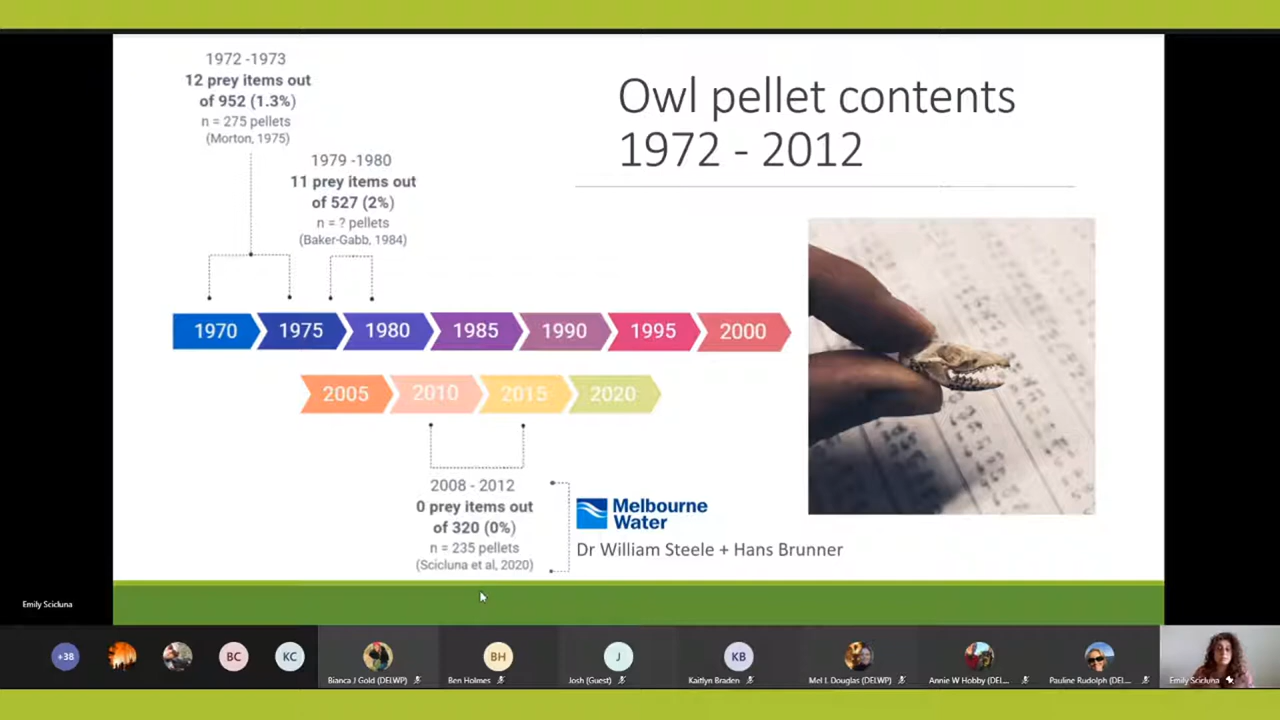 1972 -1973
12 prey items out
of 952 (1.3%)
n = 275 pellets
(Morton, 1975)
1979 -1980
11 prey items out
of 527 (2%)
n = ? pellets
(Baker-Gabb, 1984)
Owl pellet contents
1972 - 2012
1970 1975 1980 1985 1990 1995 2000
2005 2010 2015 2020
2008 - 2012
0 prey items out
of 320 (0%)
n = 235 pellets
(Scicluna et al, 2020)
Melbourne
Water
Dr William Steele + Hans Brunner
Emily Scicluna
+38
BC
KC
BH
J
KB
Bianca J Gold (DELWP)
Ben Holmes
Josh (Guest)
Kaitlyn Braden
Mel I. Douglas (DELWP)
Annie W Hobby (DEL...
Pauline Rudolph (DEL...
Emily Scicluna